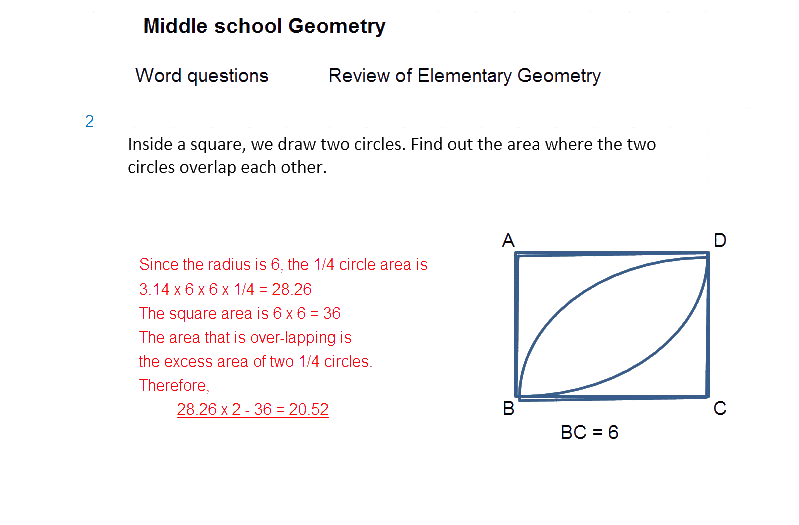 Middle school Geometry
Word questions Review of Elementary Geometry
2
Inside a square, we draw two circles. Find out the area where the two
circles overlap each other.
Since the radius is 6, the 1/4 circle area is
3.14 x 6 x 6 x 1/4 = 28.26
The square area is 6 x 6 = 36
The area that is over-lapping is
the excess area of two 1/4 circles.
Therefore,
28.26 x 2 - 36 = 20.52
A D
B C
BC = 6